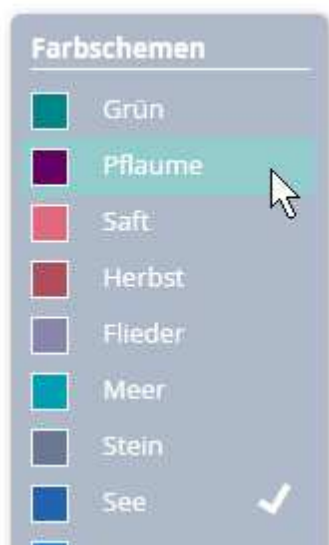 Farbschemen
Grün
Pflaume
Saft
Herbst
Flieder
Meer
Stein
See